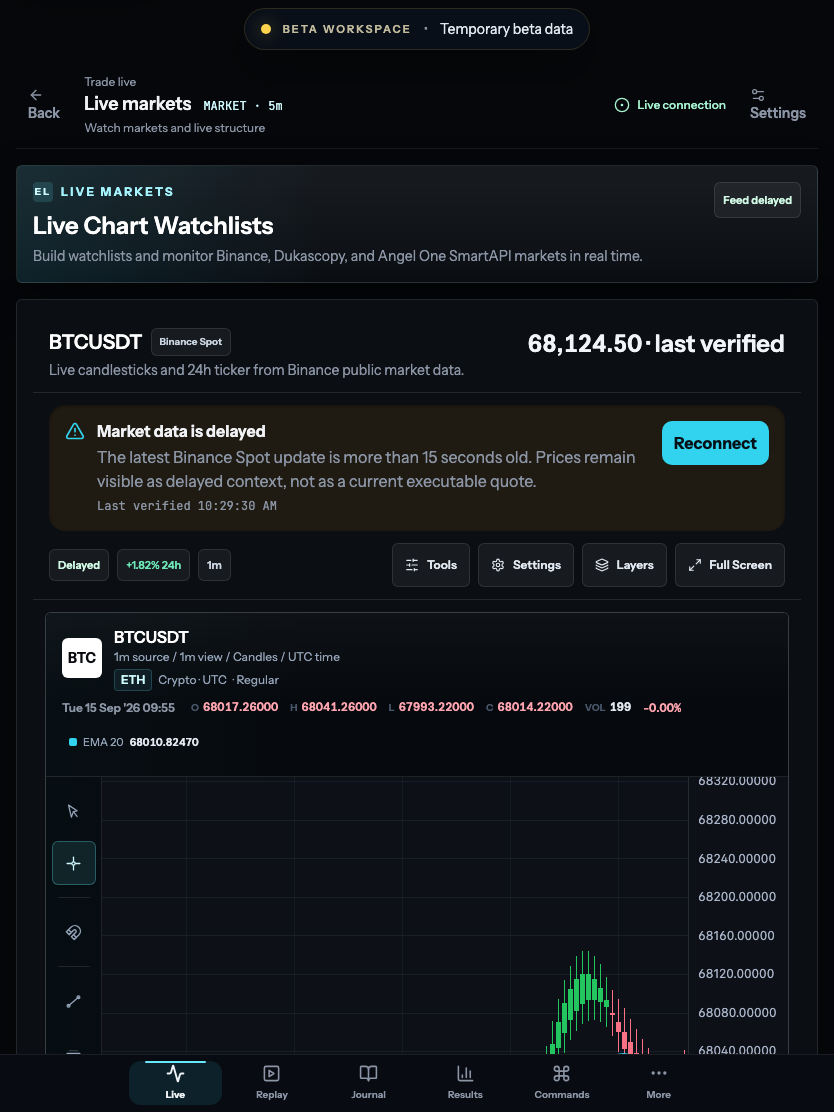 BETA WORKSPACE · Temporary beta data
Back
Trade live
Live markets MARKET · 5m
Watch markets and live structure
Live connection
Settings
EL LIVE MARKETS
Live Chart Watchlists
Build watchlists and monitor Binance, Dukascopy, and Angel One SmartAPI markets in real time.
Feed delayed
BTCUSDT Binance Spot
68,124.50 · last verified
Live candlesticks and 24h ticker from Binance public market data.
Market data is delayed
The latest Binance Spot update is more than 15 seconds old. Prices remain
visible as delayed context, not as a current executable quote.
Last verified 10:29:30 AM
Reconnect
Delayed +1.82% 24h 1m
Tools Settings Layers Full Screen
BTC
BTCUSDT
1m source / 1m view / Candles / UTC time
ETH Crypto · UTC · Regular
Tue 15 Sep '26 09:55 O 68017.26000 H 68041.26000 L 67993.22000 C 68014.22000 VOL 199 -0.00%
EMA 20 68010.82470
68320.00000
68280.00000
68240.00000
68200.00000
68160.00000
68120.00000
68080.00000
68040.00000
Live Replay Journal Results Commands More